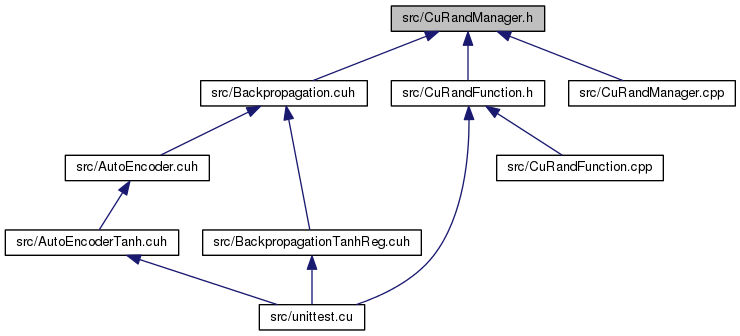 src/CuRandManager.h
src/Backpropagation.cuh
src/CuRandFunction.h
src/CuRandManager.cpp
src/AutoEncoder.cuh
src/CuRandFunction.cpp
src/AutoEncoderTanh.cuh
src/BackpropagationTanhReg.cuh
src/unittest.cu